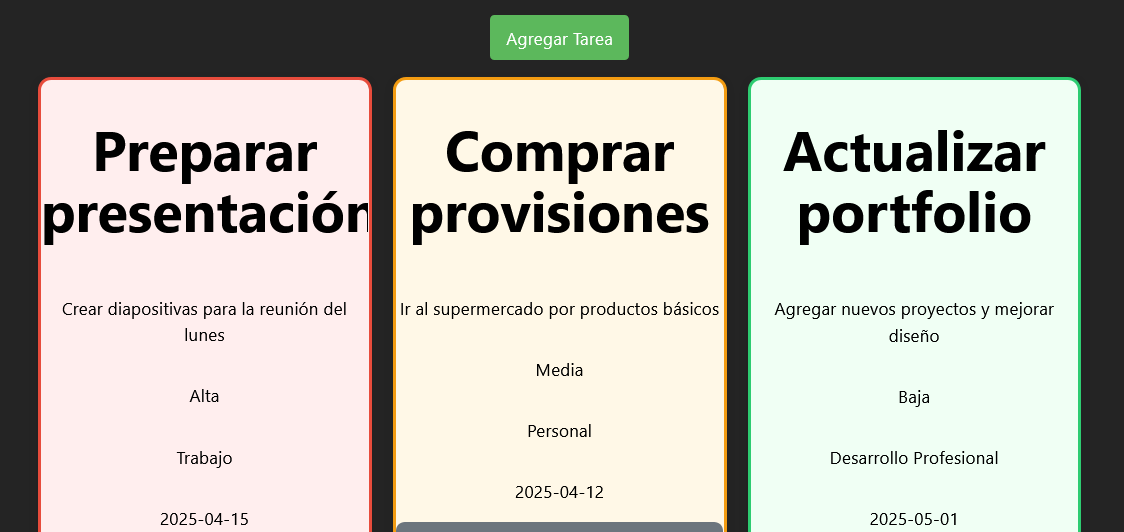 Agregar Tarea
Preparar
presentación
Crear diapositivas para la reunión del
lunes
Alta
Trabajo
2025-04-15
Comprar
provisiones
Ir al supermercado por productos básicos
Media
Personal
2025-04-12
Actualizar
portfolio
Agregar nuevos proyectos y mejorar
diseño
Baja
Desarrollo Profesional
2025-05-01